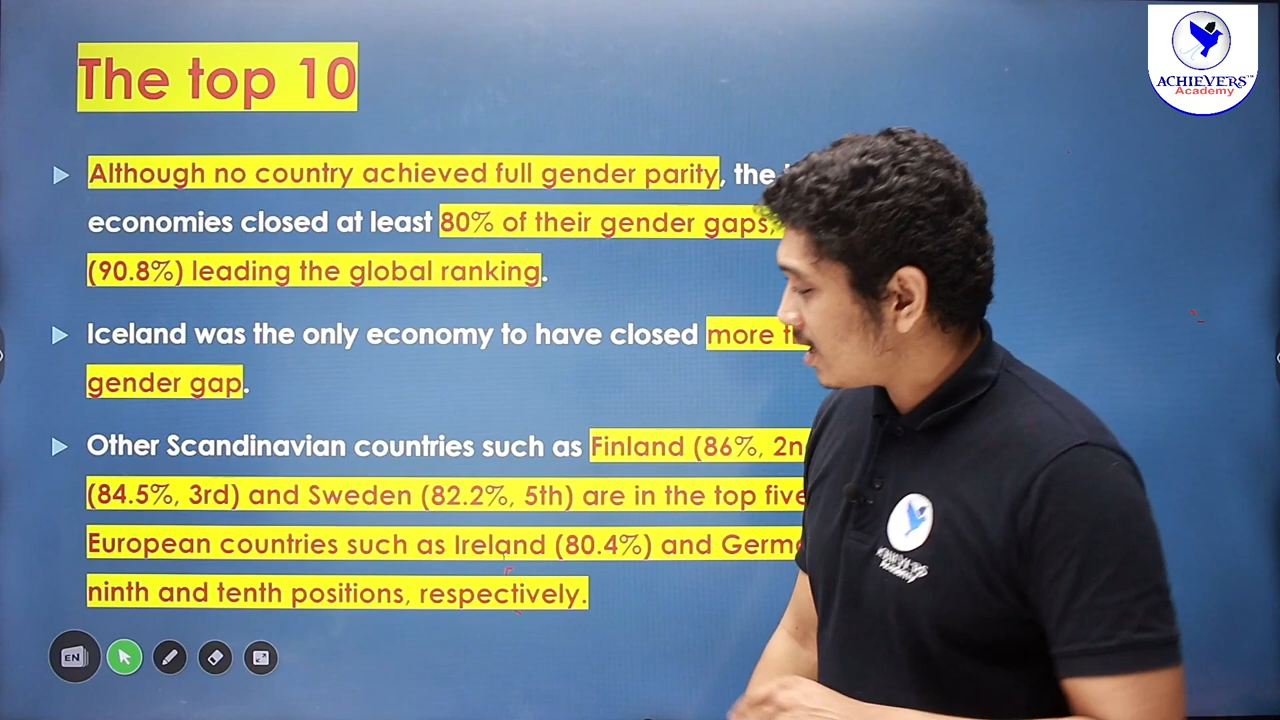 The top 10
ACHIEVERS™
Academy
Although no country achieved full gender parity, the
economies closed at least 80% of their gender gaps,
(90.8%) leading the global ranking.
Iceland was the only economy to have closed more
gender gap.
Other Scandinavian countries such as Finland (86%,
(84.5%, 3rd) and Sweden (82.2%, 5th) are in the top five
European countries such as Ireland (80.4%) and
ninth and tenth positions, respectively.
EN
ACHIEVERS
Academy